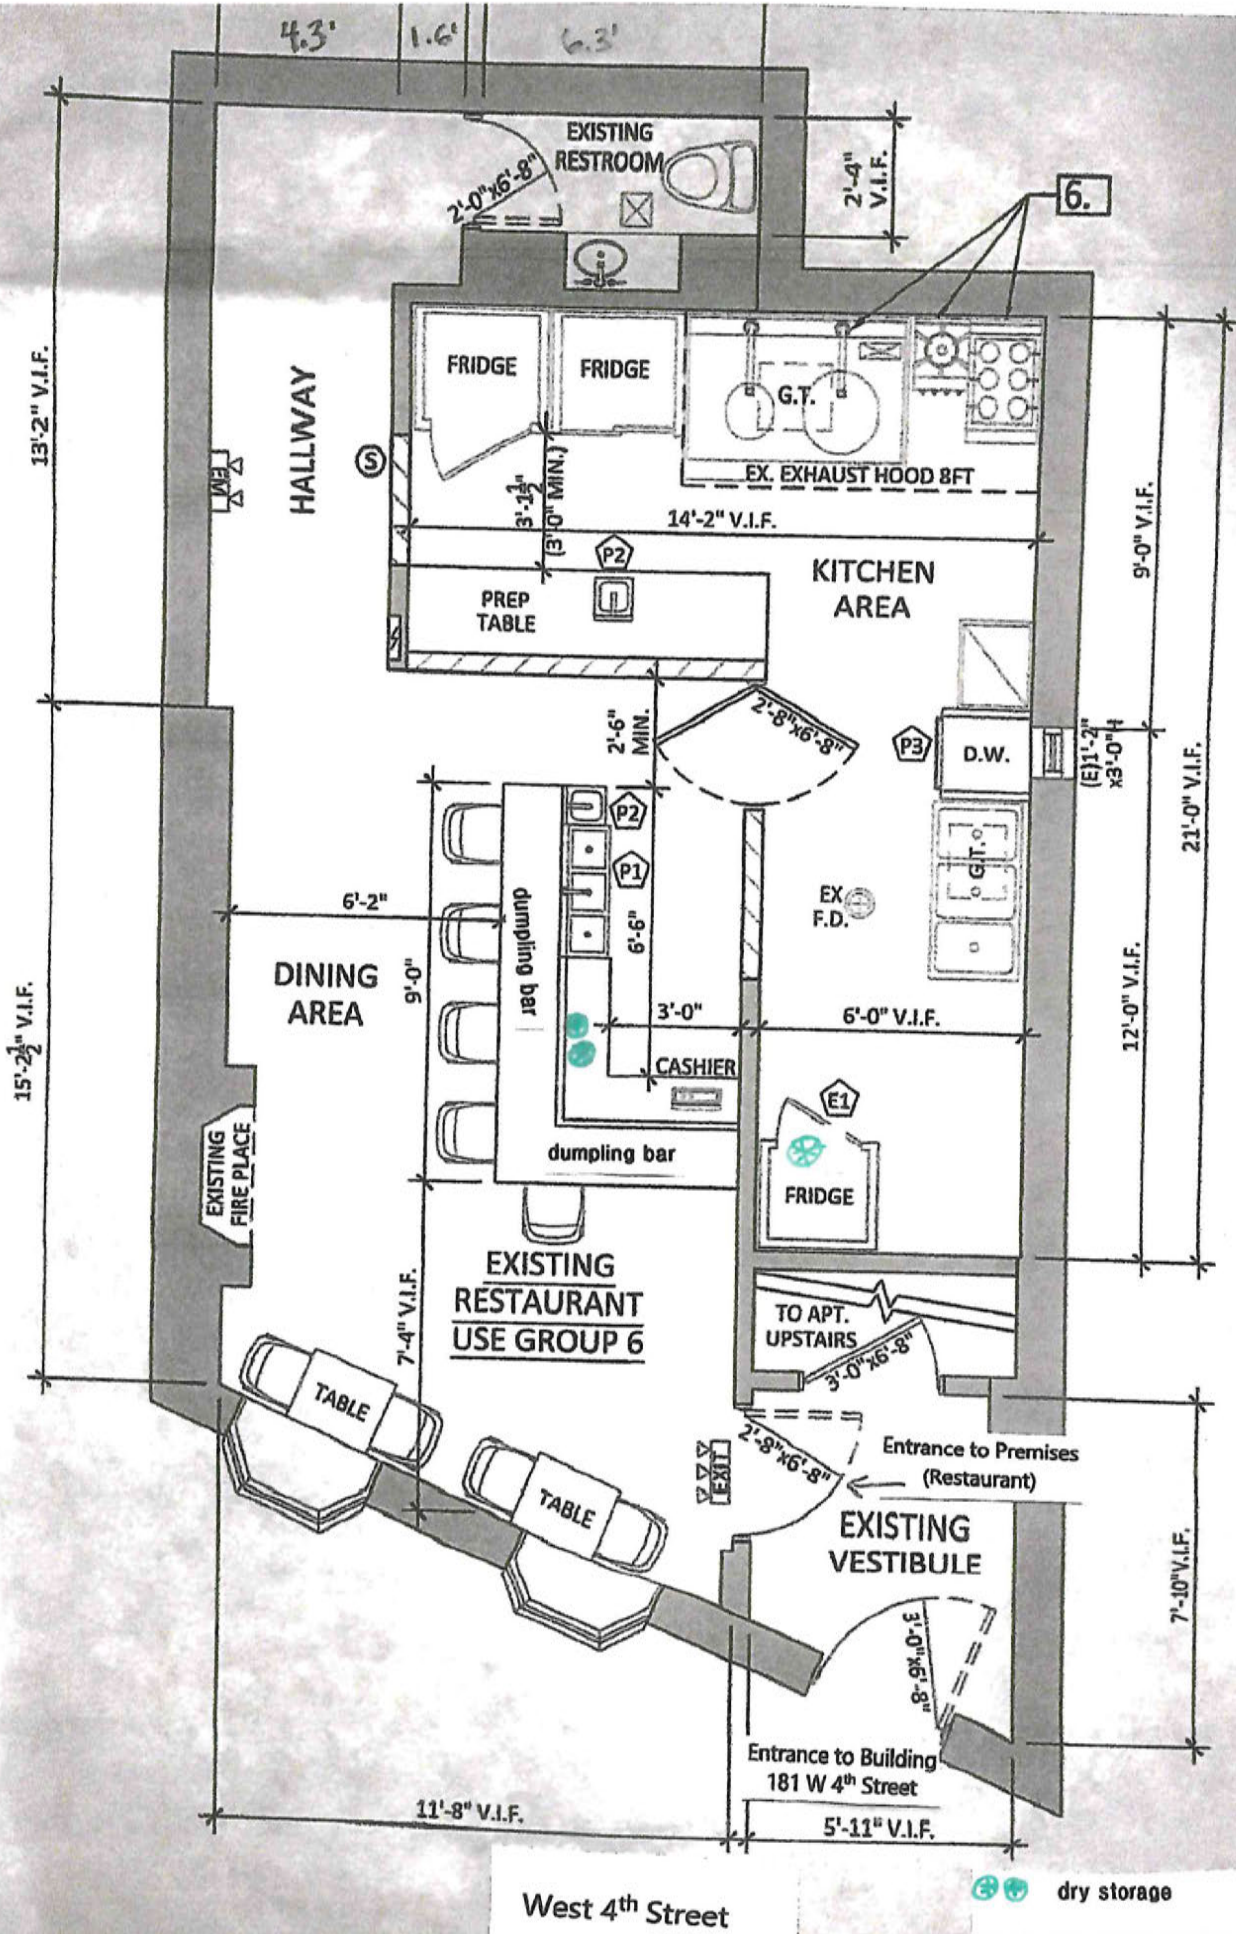 4.3'
1.6'
6.3'
EXISTING
RESTROOM
2'-0"x6'-8"
2'-4"
V.I.F.
6.
13'-2" V.I.F.
HALLWAY
EM
S
FRIDGE
FRIDGE
G.T.
EX. EXHAUST HOOD 8FT
3'-1½"
(3'-0" MIN.)
14'-2" V.I.F.
9'-0" V.I.F.
21'-0" V.I.F.
P2
PREP
TABLE
KITCHEN
AREA
2'-6"
MIN.
2'-8"x6'-8"
P3
D.W.
(E)1'-2"
x3'-0"H
P2
P1
dumpling bar
6'-6"
EX
F.D.
G.T.
6'-2"
9'-0"
DINING
AREA
15'-2½" V.I.F.
3'-0"
6'-0" V.I.F.
12'-0" V.I.F.
CASHIER
E1
dumpling bar
FRIDGE
EXISTING
FIRE PLACE
EXISTING
RESTAURANT
USE GROUP 6
7'-4" V.I.F.
TO APT.
UPSTAIRS
3'-0"x6'-8"
TABLE
TABLE
EXIT
2'-8"x6'-8"
Entrance to Premises
(Restaurant)
EXISTING
VESTIBULE
7'-10" V.I.F.
3'-0"x6'-8"
Entrance to Building
181 W 4th Street
11'-8" V.I.F.
5'-11" V.I.F.
West 4th Street
dry storage